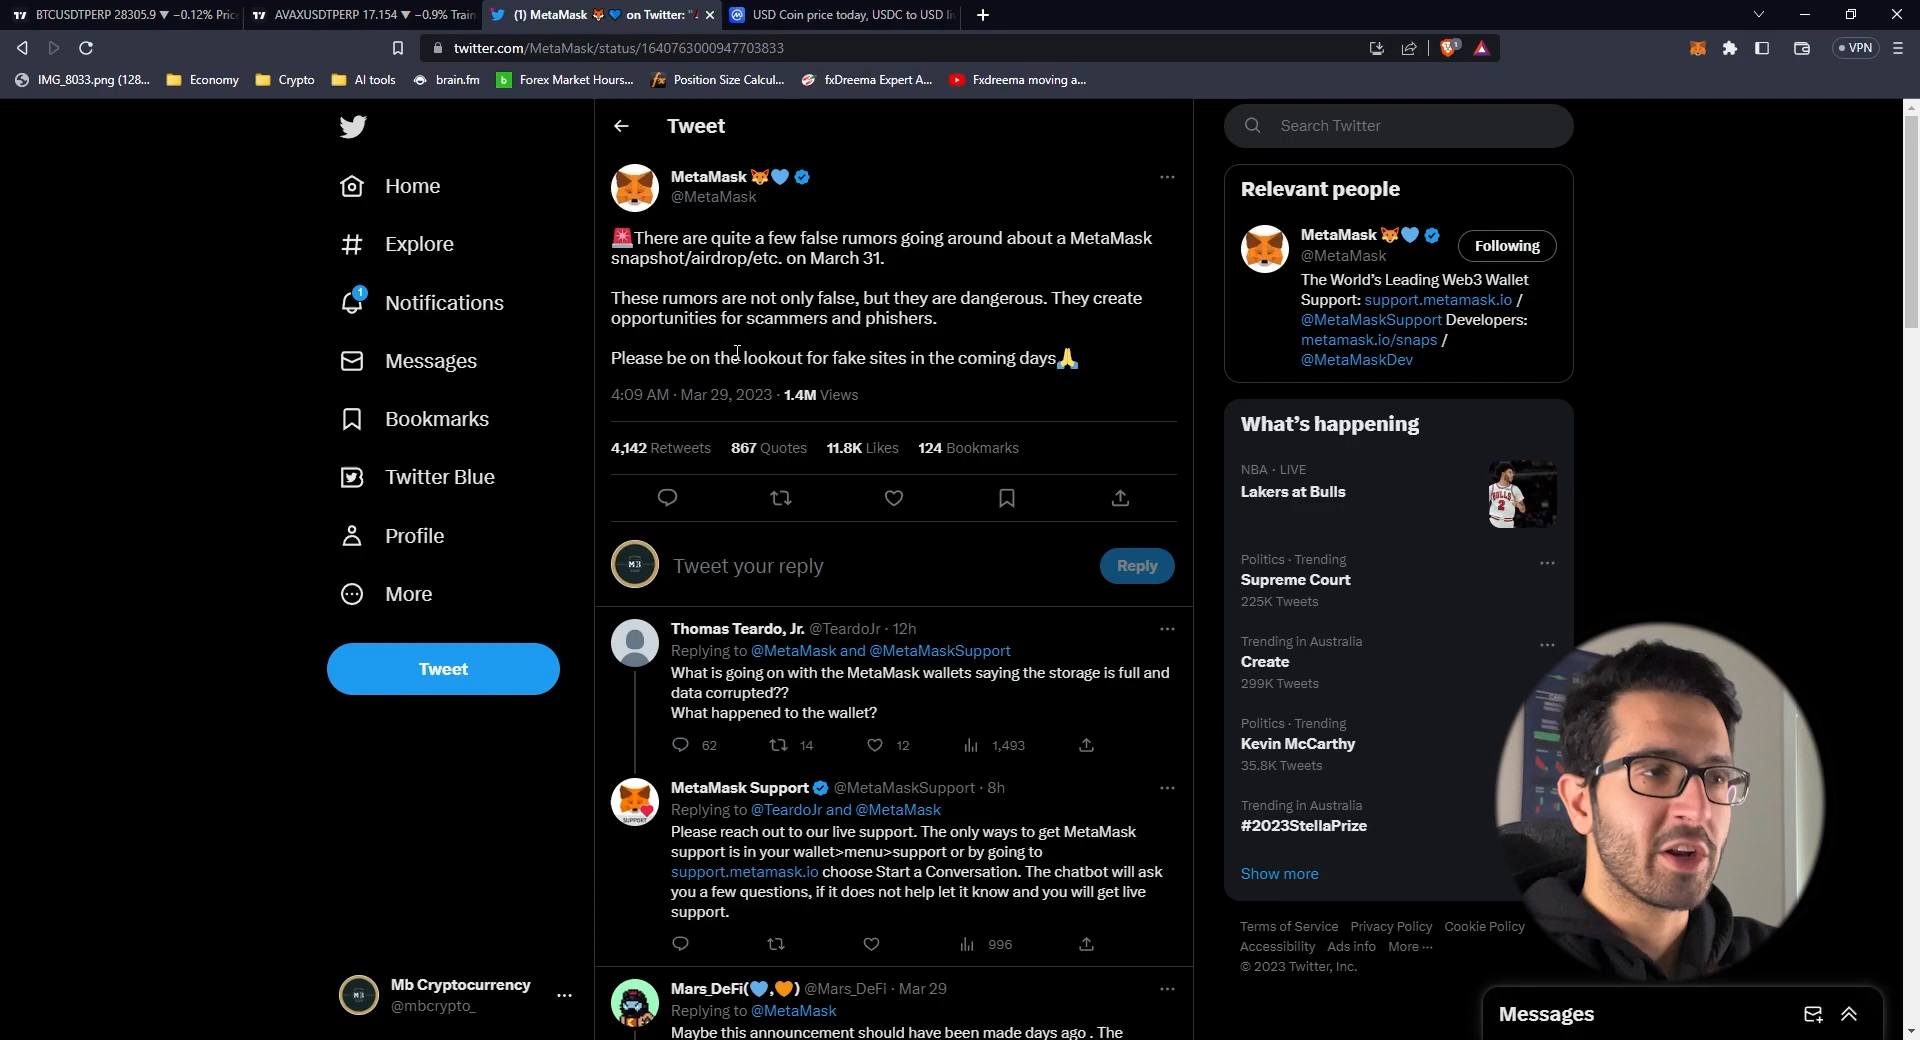 BTCUSDTPERP 28305.9 ▼ −0.12% Pric
AVAXUSDTPERP 17.154 ▼ −0.9% Train
(1) MetaMask 🦊 💙 on Twitter: "
USD Coin price today, USDC to USD li
twitter.com/MetaMask/status/1640763000947703833
1
VPN
IMG_8033.png (128...
Economy
Crypto
AI tools
brain.fm
Forex Market Hours...
Position Size Calcul...
fxDreema Expert A...
Fxdreema moving a...
Home
Explore
1
Notifications
Messages
Bookmarks
Twitter Blue
Profile
More
Tweet
Mb Cryptocurrency
@mbcrypto_
Tweet
MetaMask 🦊💙
@MetaMask
🚨There are quite a few false rumors going around about a MetaMask
snapshot/airdrop/etc. on March 31.
These rumors are not only false, but they are dangerous. They create
opportunities for scammers and phishers.
Please be on the lookout for fake sites in the coming days🙏
4:09 AM · Mar 29, 2023 · 1.4M Views
4,142 Retweets 867 Quotes 11.8K Likes 124 Bookmarks
Tweet your reply
Reply
Thomas Teardo, Jr. @TeardoJr · 12h
Replying to @MetaMask and @MetaMaskSupport
What is going on with the MetaMask wallets saying the storage is full and
data corrupted??
What happened to the wallet?
62 14 12 1,493
MetaMask Support @MetaMaskSupport · 8h
SUPPORT
Replying to @TeardoJr and @MetaMask
Please reach out to our live support. The only ways to get MetaMask
support is in your wallet>menu>support or by going to
support.metamask.io choose Start a Conversation. The chatbot will ask
you a few questions, if it does not help let it know and you will get live
support.
996
Mars_DeFi(💙,🧡) @Mars_DeFi · Mar 29
Replying to @MetaMask
Maybe this announcement should have been made days ago . The
Search Twitter
Relevant people
MetaMask 🦊💙
@MetaMask
Following
The World's Leading Web3 Wallet
Support: support.metamask.io /
@MetaMaskSupport Developers:
metamask.io/snaps /
@MetaMaskDev
What's happening
NBA · LIVE
Lakers at Bulls
Politics · Trending
Supreme Court
225K Tweets
Trending in Australia
Create
299K Tweets
Politics · Trending
Kevin McCarthy
35.8K Tweets
Trending in Australia
#2023StellaPrize
Show more
Terms of Service Privacy Policy Cookie Policy
Accessibility Ads info More ···
© 2023 Twitter, Inc.
Messages